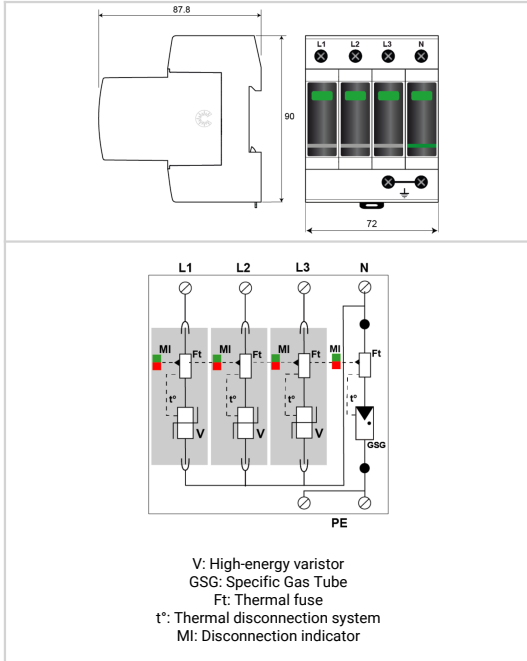 87.8
90
L1 L2 L3 N
72
L1 L2 L3 N
MI Ft MI Ft MI Ft MI Ft
t° t° t° t°
V V V
GSG
PE
V: High-energy varistor
GSG: Specific Gas Tube
Ft: Thermal fuse
t°: Thermal disconnection system
MI: Disconnection indicator